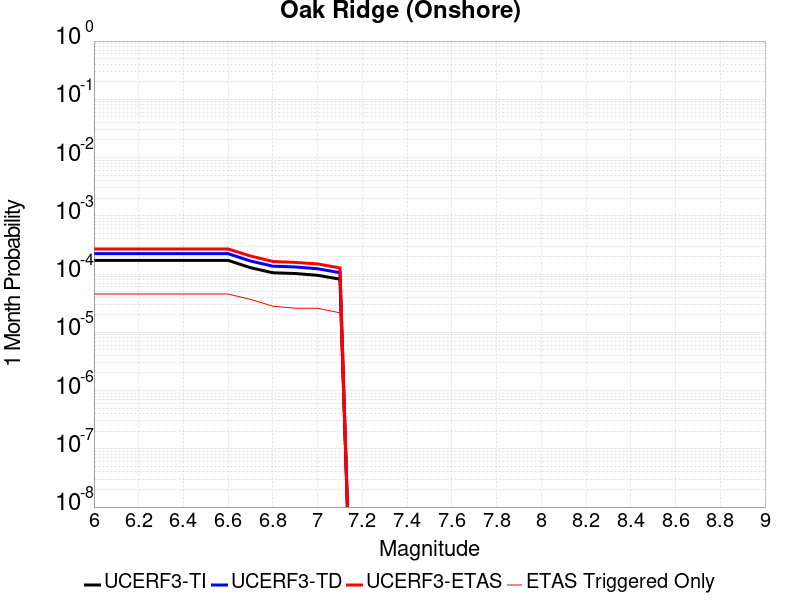 Oak Ridge (Onshore)
10^0
10^-1
10^-2
10^-3
10^-4
10^-5
10^-6
10^-7
10^-8
1 Month Probability
6 6.2 6.4 6.6 6.8 7 7.2 7.4 7.6 7.8 8 8.2 8.4 8.6 8.8 9
Magnitude
UCERF3-TI UCERF3-TD UCERF3-ETAS ETAS Triggered Only